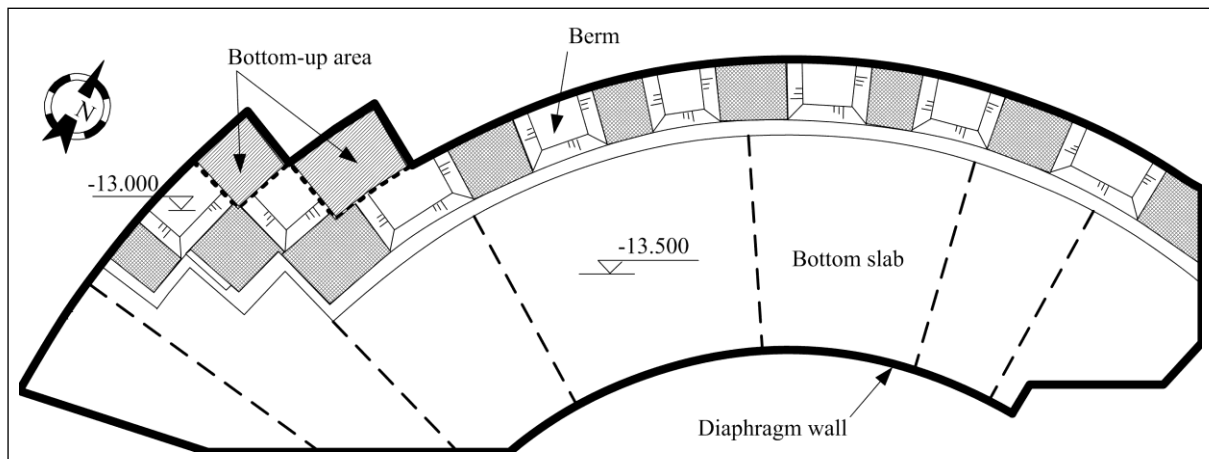 Berm
Bottom-up area
N
-13.000
-13.500
Bottom slab
Diaphragm wall